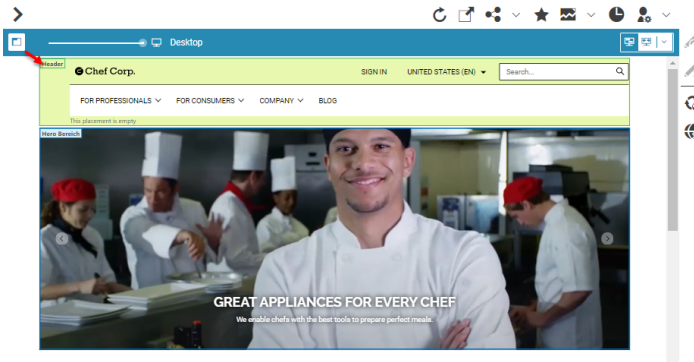 Desktop
Header
Chef Corp.
SIGN IN
UNITED STATES (EN)
Search...
FOR PROFESSIONALS
FOR CONSUMERS
COMPANY
BLOG
This placement is empty
Hero Bereich
GREAT APPLIANCES FOR EVERY CHEF
We enable chefs with the best tools to prepare perfect meals.